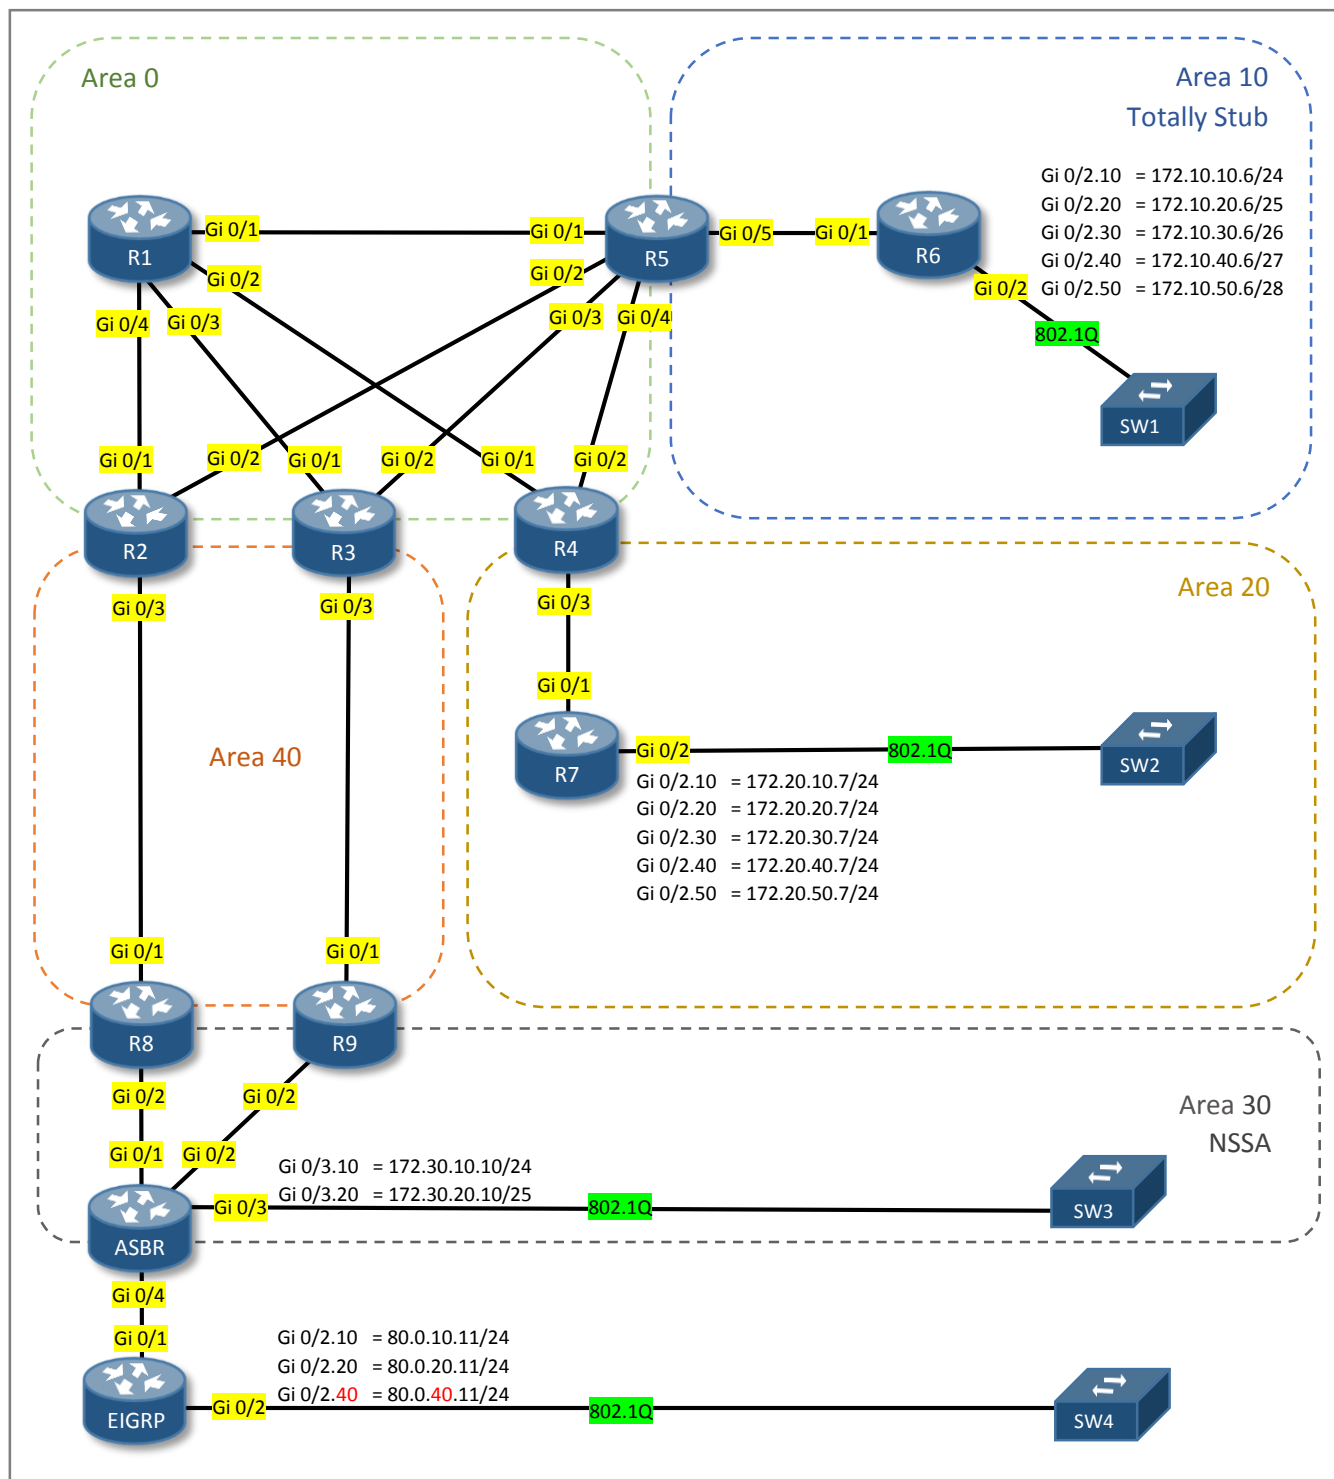 Area 0
Area 10
Totally Stub
Gi 0/2.10 = 172.10.10.6/24
Gi 0/2.20 = 172.10.20.6/25
Gi 0/2.30 = 172.10.30.6/26
Gi 0/2.40 = 172.10.40.6/27
Gi 0/2.50 = 172.10.50.6/28
Gi 0/1
Gi 0/1
Gi 0/5
Gi 0/1
R1
R5
R6
Gi 0/2
Gi 0/2
Gi 0/2
Gi 0/4
Gi 0/3
Gi 0/3
Gi 0/4
802.1Q
SW1
Gi 0/1
Gi 0/2
Gi 0/1
Gi 0/2
Gi 0/1
Gi 0/2
R2
R3
R4
Gi 0/3
Gi 0/3
Gi 0/3
Area 20
Gi 0/1
Area 40
R7
Gi 0/2
802.1Q
SW2
Gi 0/2.10 = 172.20.10.7/24
Gi 0/2.20 = 172.20.20.7/24
Gi 0/2.30 = 172.20.30.7/24
Gi 0/2.40 = 172.20.40.7/24
Gi 0/2.50 = 172.20.50.7/24
Gi 0/1
Gi 0/1
R8
R9
Gi 0/2
Gi 0/2
Area 30
NSSA
Gi 0/1
Gi 0/2
Gi 0/3.10 = 172.30.10.10/24
Gi 0/3.20 = 172.30.20.10/25
Gi 0/3
802.1Q
SW3
ASBR
Gi 0/4
Gi 0/1
Gi 0/2.10 = 80.0.10.11/24
Gi 0/2.20 = 80.0.20.11/24
Gi 0/2.40 = 80.0.40.11/24
Gi 0/2
802.1Q
EIGRP
SW4